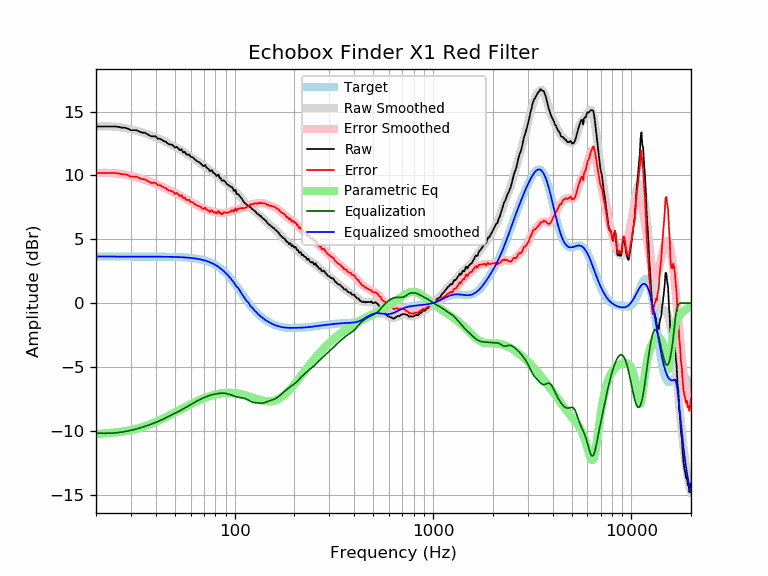 Echobox Finder X1 Red Filter
Target
Raw Smoothed
Error Smoothed
Raw
Error
Parametric Eq
Equalization
Equalized smoothed
Amplitude (dBr)
15
10
5
0
−5
−10
−15
100
1000
10000
Frequency (Hz)